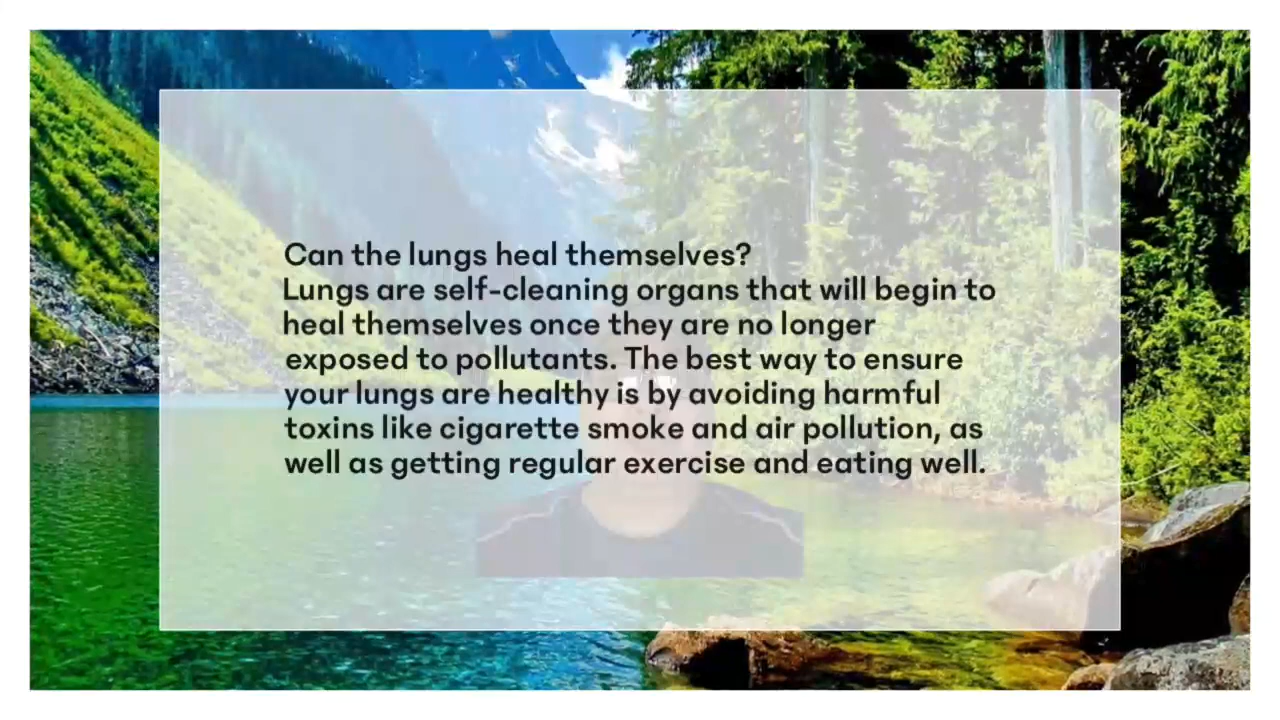 Can the lungs heal themselves?
Lungs are self-cleaning organs that will begin to
heal themselves once they are no longer
exposed to pollutants. The best way to ensure
your lungs are healthy is by avoiding harmful
toxins like cigarette smoke and air pollution, as
well as getting regular exercise and eating well.